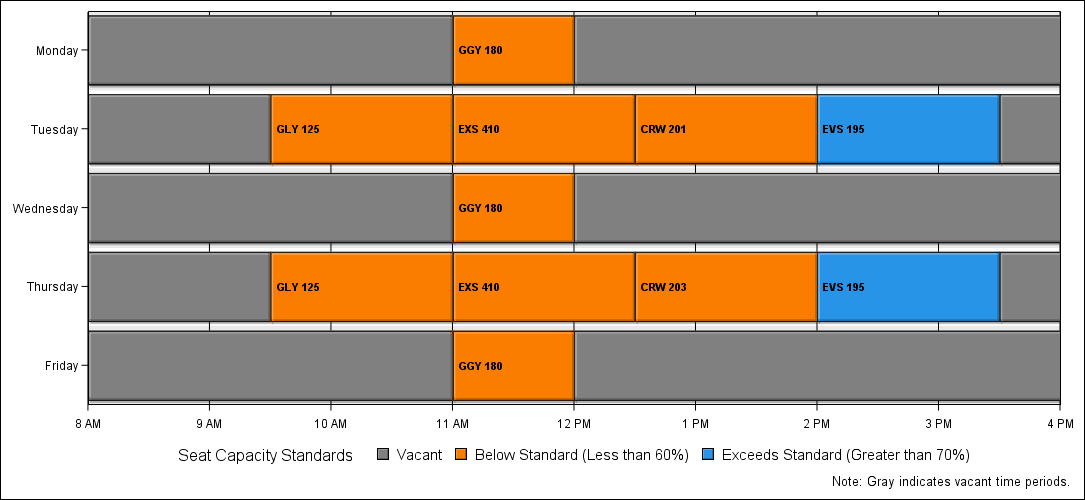 Monday
GGY 180
Tuesday
GLY 125 EXS 410 CRW 201 EVS 195
Wednesday
GGY 180
Thursday
GLY 125 EXS 410 CRW 203 EVS 195
Friday
GGY 180
8 AM 9 AM 10 AM 11 AM 12 PM 1 PM 2 PM 3 PM 4 PM
Seat Capacity Standards Vacant Below Standard (Less than 60%) Exceeds Standard (Greater than 70%)
Note: Gray indicates vacant time periods.